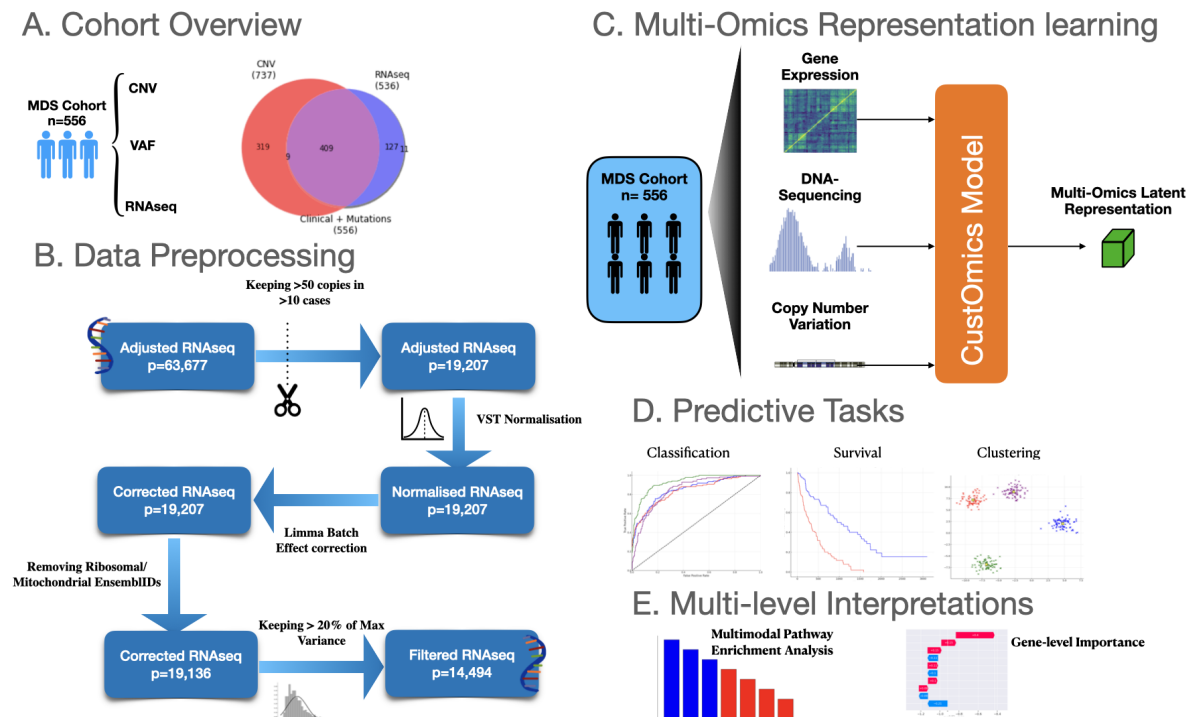 A. Cohort Overview
MDS Cohort
n=556
CNV
VAF
RNAseq
CNV
(737)
RNAseq
(536)
319
9
409
127
11
Clinical + Mutations
(556)
B. Data Preprocessing
Keeping >50 copies in
>10 cases
Adjusted RNAseq
p=63,677
Adjusted RNAseq
p=19,207
VST Normalisation
Corrected RNAseq
p=19,207
Normalised RNAseq
p=19,207
Limma Batch
Effect correction
Removing Ribosomal/
Mitochondrial EnsemblIDs
Keeping > 20% of Max
Variance
Corrected RNAseq
p=19,136
Filtered RNAseq
p=14,494
C. Multi-Omics Representation learning
MDS Cohort
n= 556
Gene
Expression
DNA-
Sequencing
Copy Number
Variation
CustOmics Model
Multi-Omics Latent
Representation
D. Predictive Tasks
Classification
Survival
Clustering
E. Multi-level Interpretations
Multimodal Pathway
Enrichment Analysis
Gene-level Importance